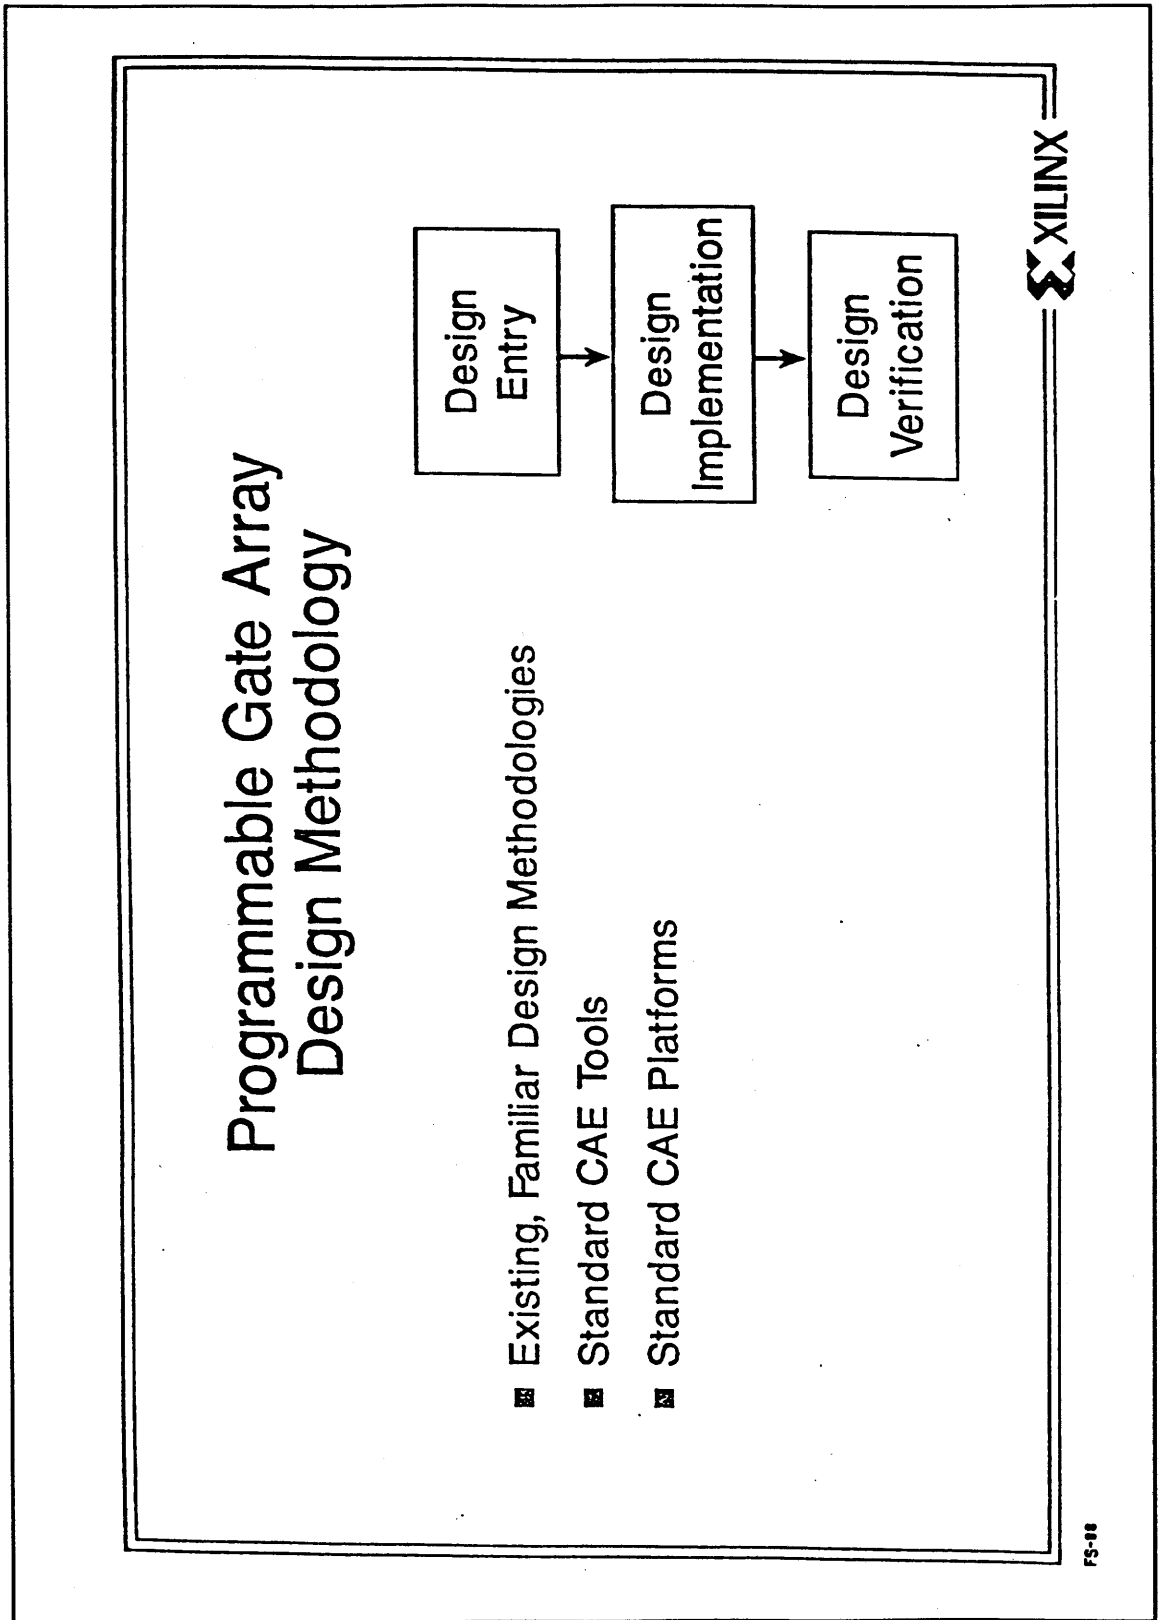 Programmable Gate Array
Design Methodology
■ Existing, Familiar Design Methodologies
■ Standard CAE Tools
■ Standard CAE Platforms
Design
Entry
Design
Implementation
Design
Verification
XILINX
FS-88